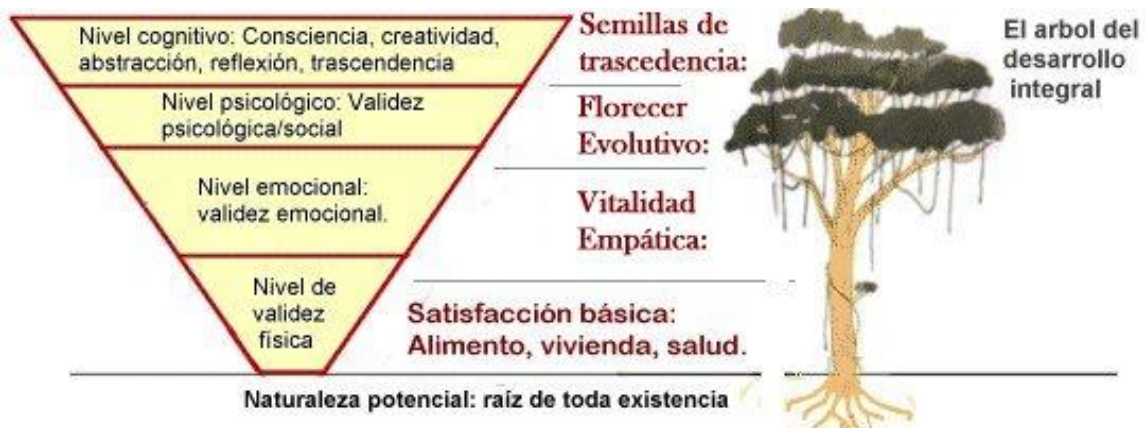 Nivel cognitivo: Consciencia, creatividad,
abstracción, reflexión, trascendencia
Nivel psicológico: Validez
psicológica/social
Nivel emocional:
validez emocional.
Nivel de
validez
física
Semillas de
trascedencia:
Florecer
Evolutivo:
Vitalidad
Empática:
Satisfacción básica:
Alimento, vivienda, salud.
Naturaleza potencial: raíz de toda existencia
El arbol del
desarrollo
integral